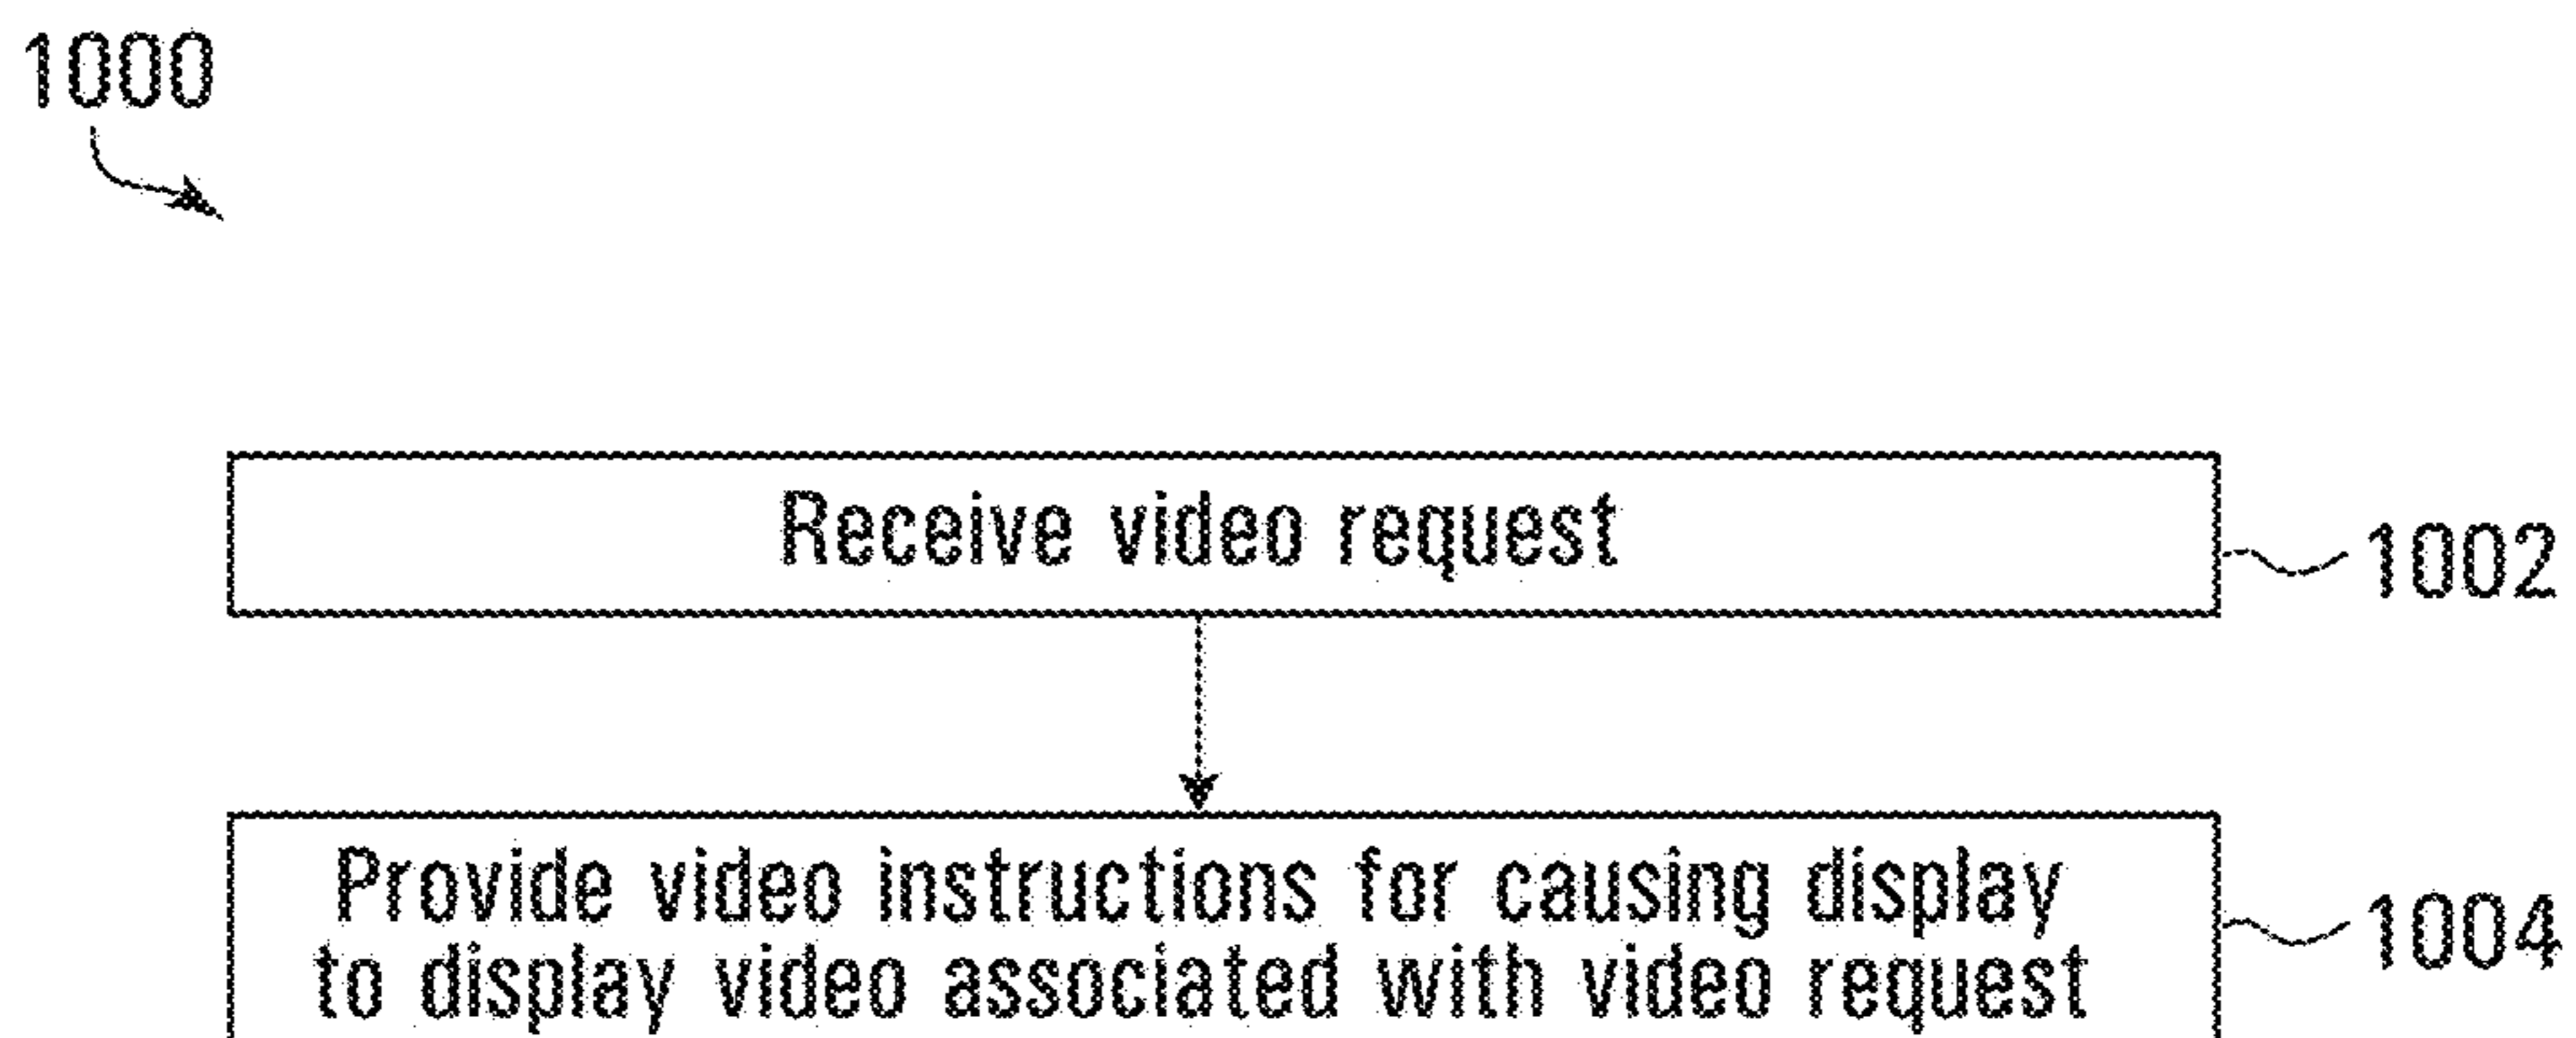 1000
Receive video request
1002
Provide video instructions for causing display
to display video associated with video request
1004